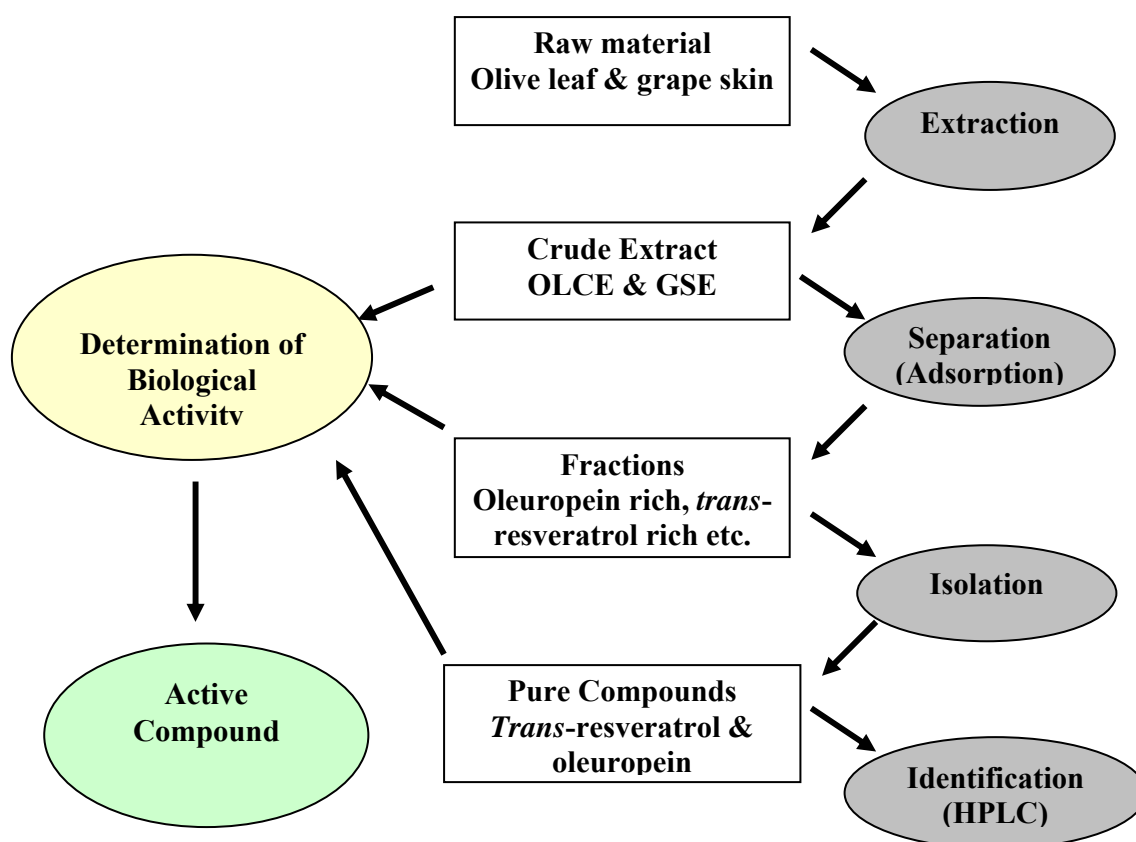 Raw material
Olive leaf & grape skin
Extraction
Crude Extract
OLCE & GSE
Separation
(Adsorption)
Determination of
Biological
Activity
Fractions
Oleuropein rich, trans-
resveratrol rich etc.
Isolation
Active
Compound
Pure Compounds
Trans-resveratrol &
oleuropein
Identification
(HPLC)